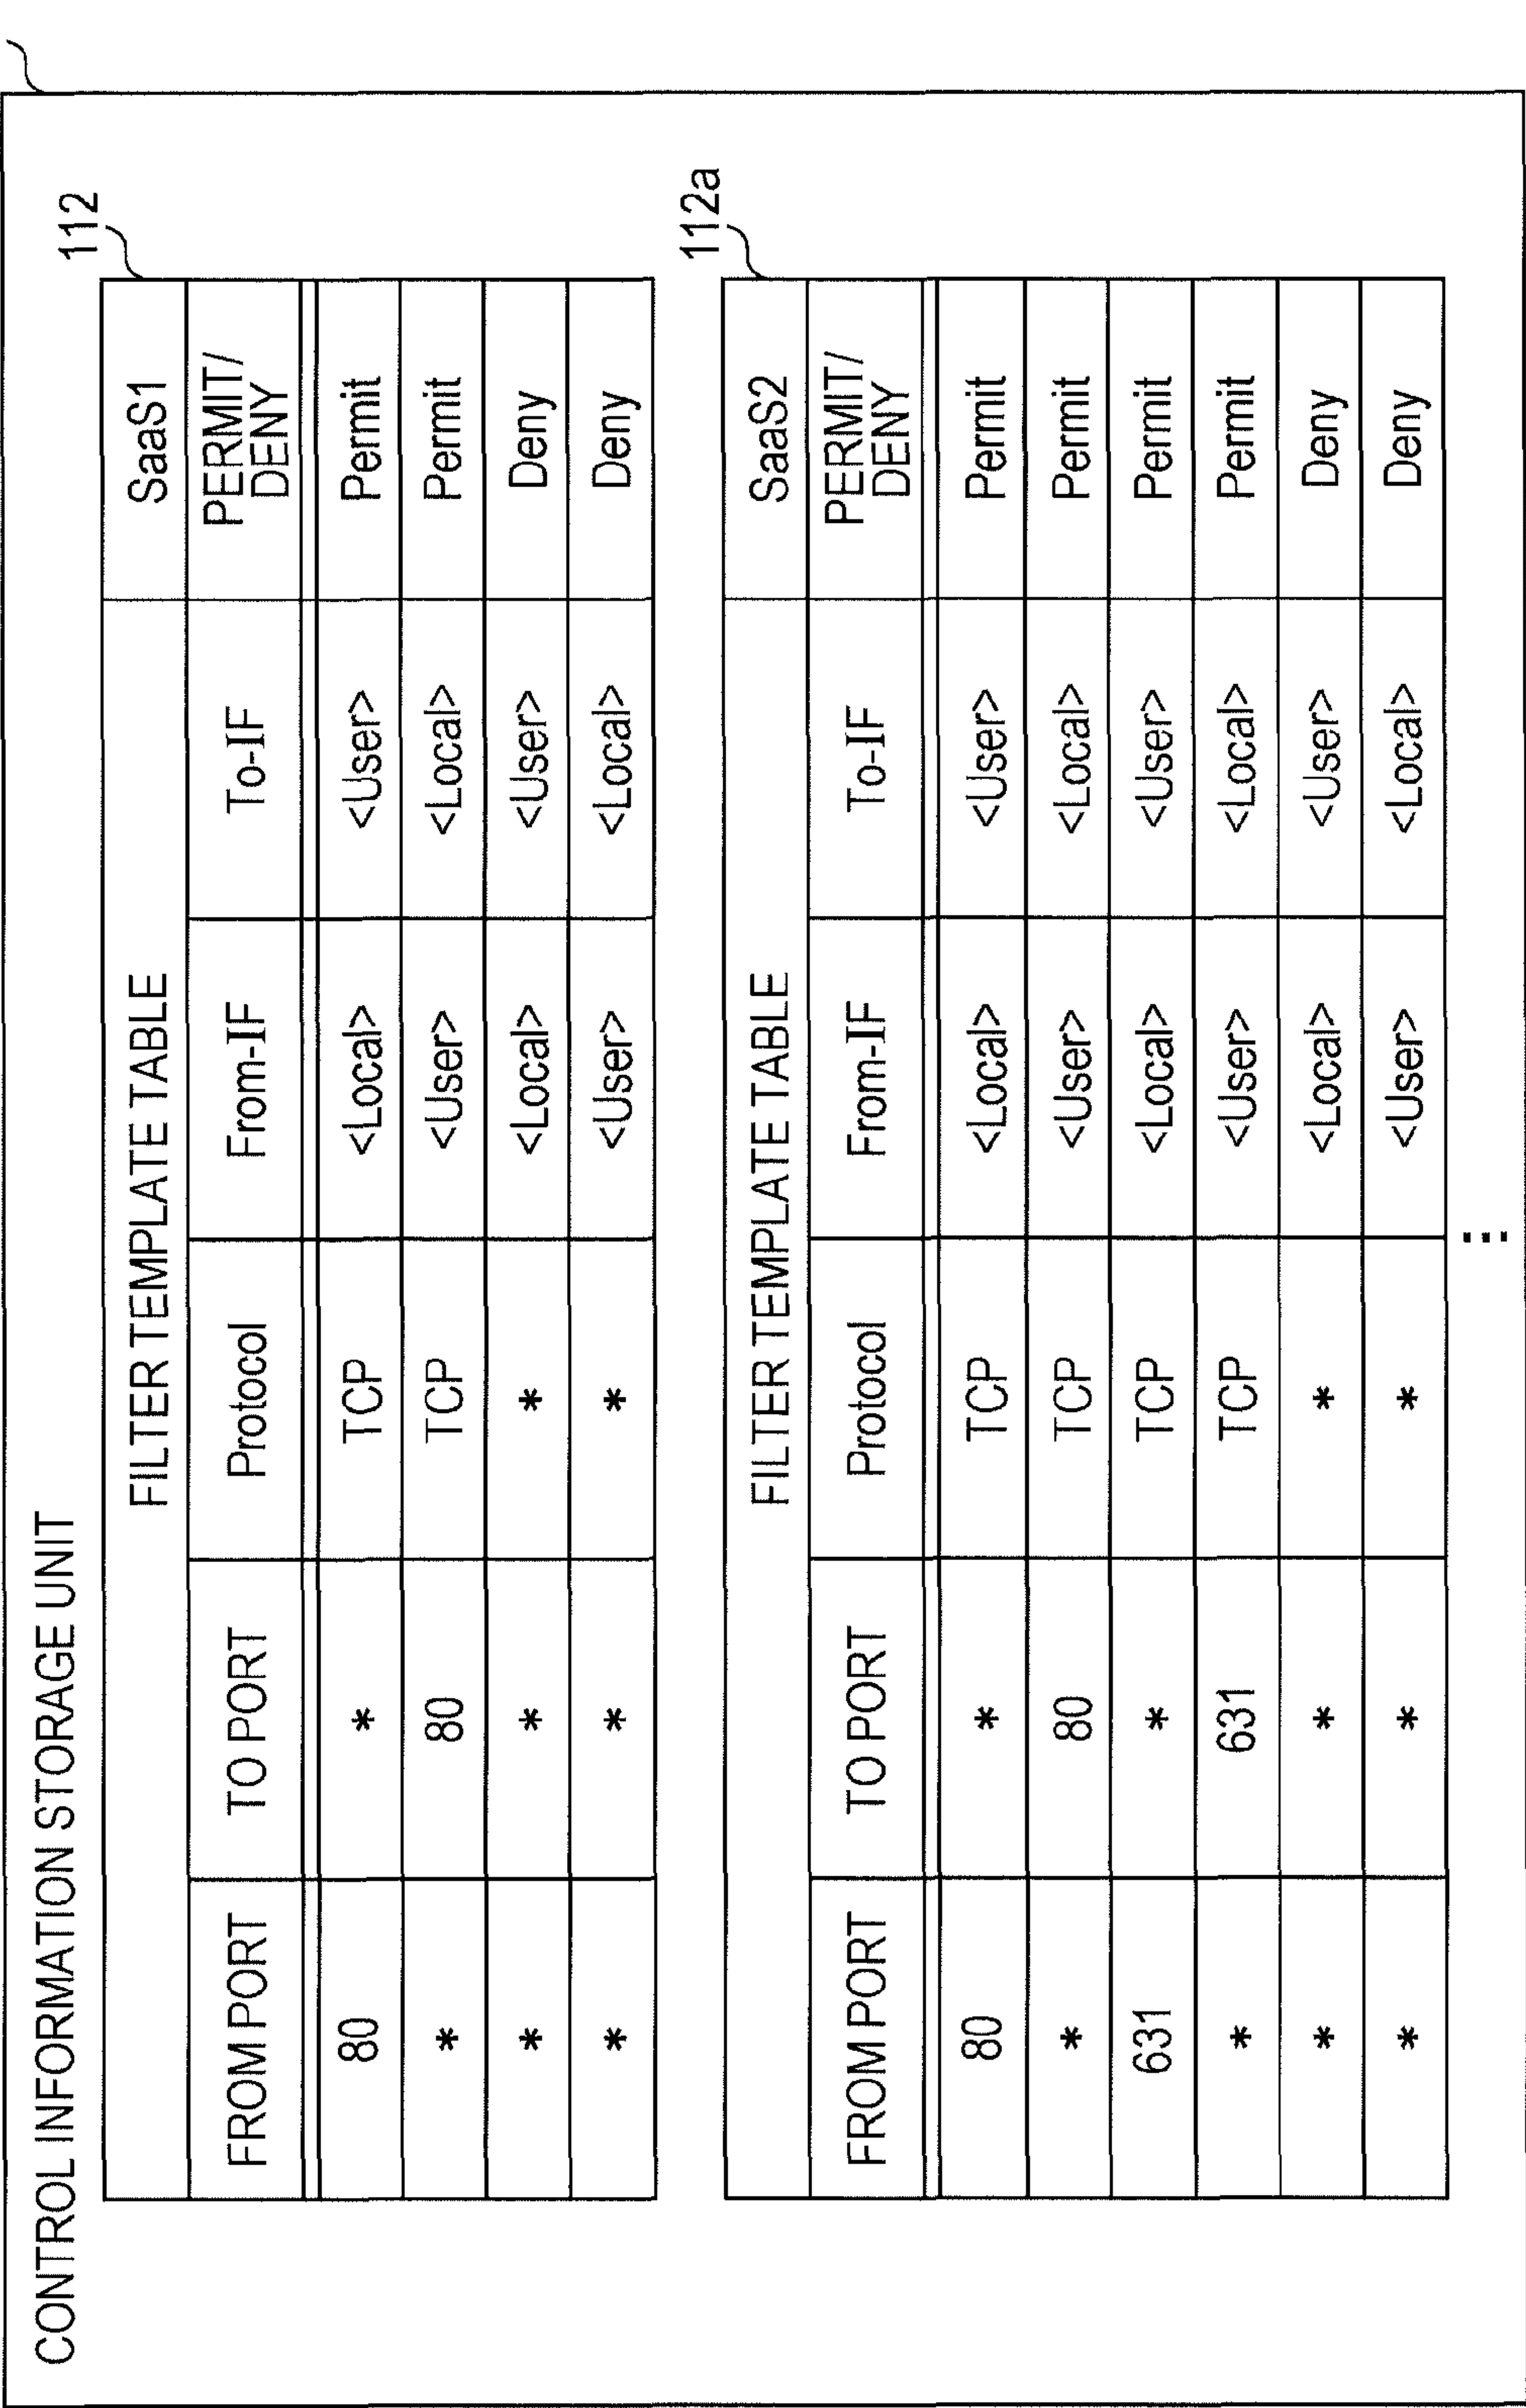 CONTROL INFORMATION STORAGE UNIT
112
FILTER TEMPLATE TABLE SaaS1
FROM PORT TO PORT Protocol From-IF To-IF PERMIT/DENY
80 * TCP <Local> <User> Permit
* 80 TCP <User> <Local> Permit
* * * <Local> <User> Deny
* * * <User> <Local> Deny
112a
FILTER TEMPLATE TABLE SaaS2
FROM PORT TO PORT Protocol From-IF To-IF PERMIT/DENY
80 * TCP <Local> <User> Permit
* 80 TCP <User> <Local> Permit
631 * TCP <Local> <User> Permit
* 631 TCP <User> <Local> Permit
* * * <Local> <User> Deny
* * * <User> <Local> Deny
⋮